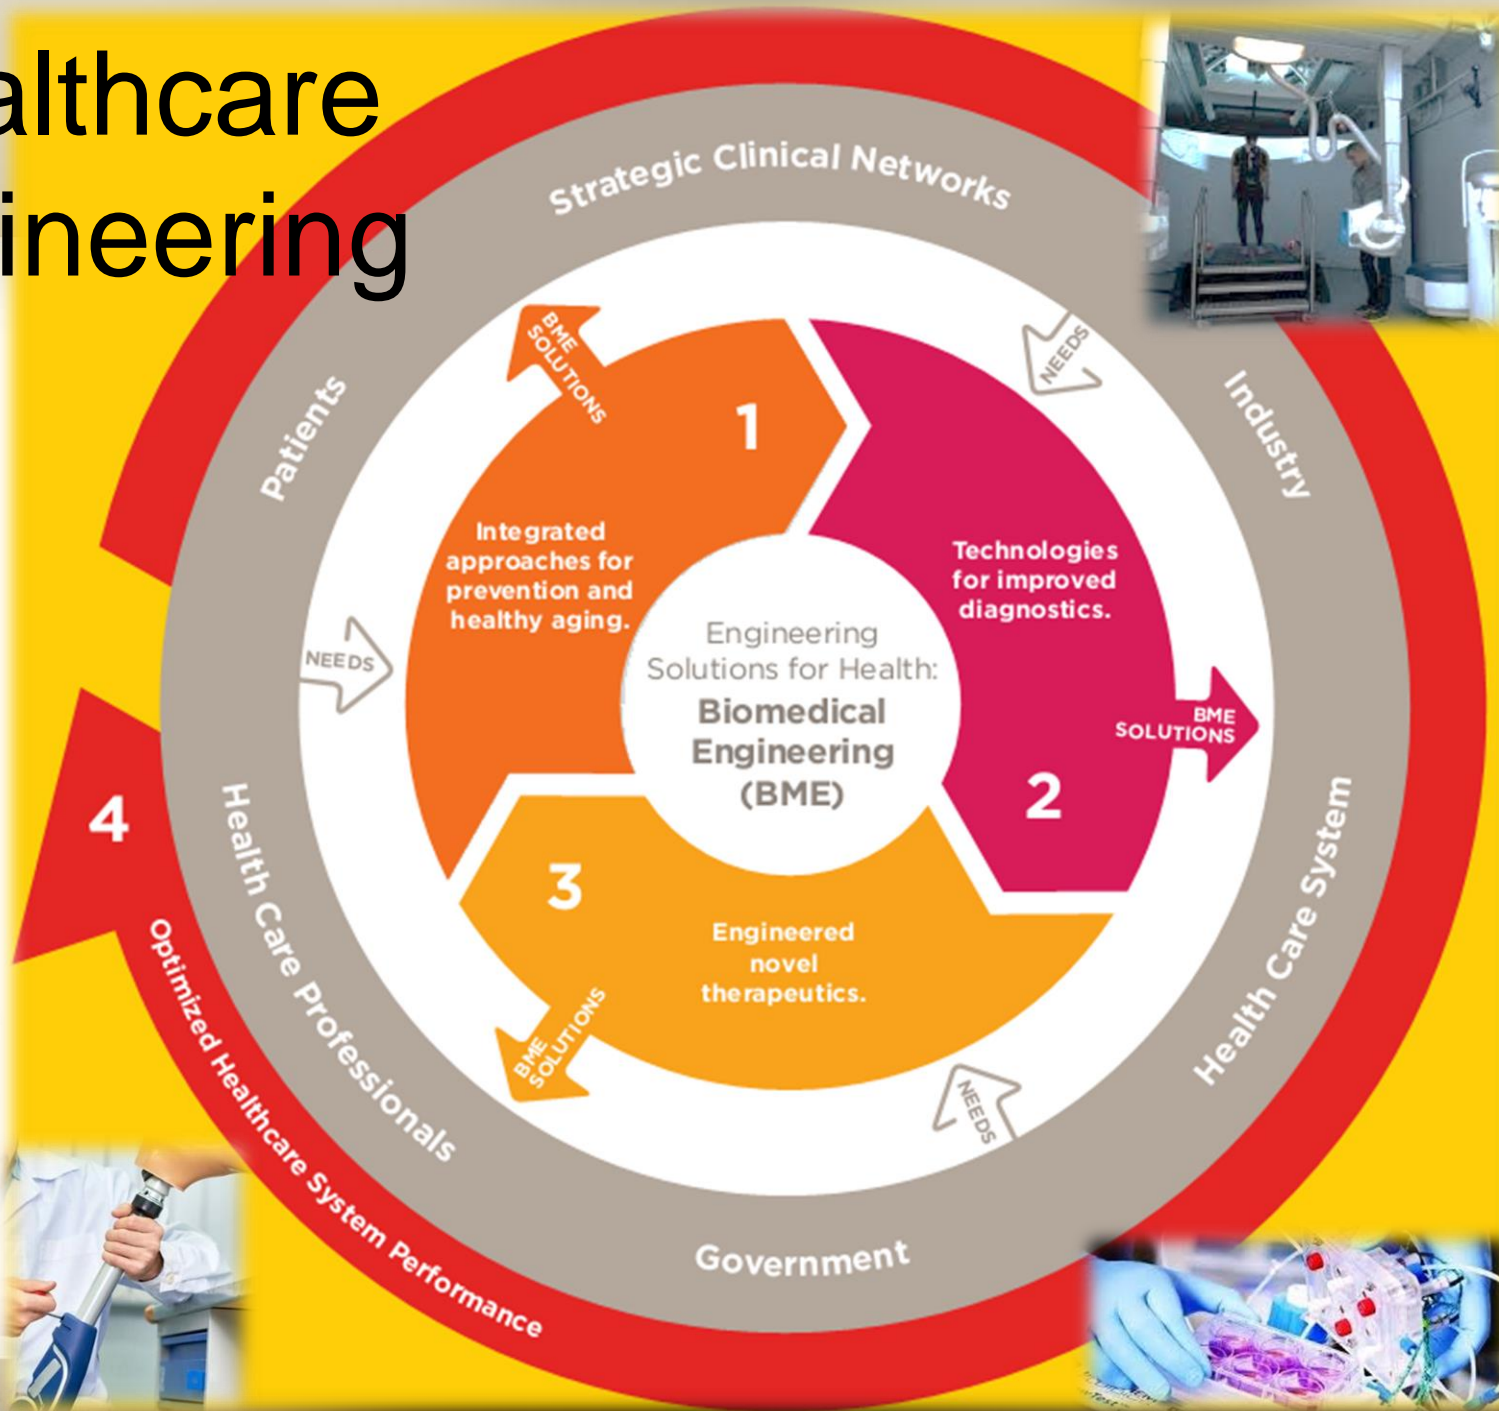 althcare
ineering
Strategic Clinical Networks
Patients
Industry
Health Care Professionals
Health Care System
Government
BME
SOLUTIONS
NEEDS
1
Integrated
approaches for
prevention and
healthy aging.
Technologies
for improved
diagnostics.
NEEDS
Engineering
Solutions for Health:
Biomedical
Engineering
(BME)
BME
SOLUTIONS
2
3
Engineered
novel
therapeutics.
BME
SOLUTIONS
NEEDS
4
Optimized Healthcare System Performance